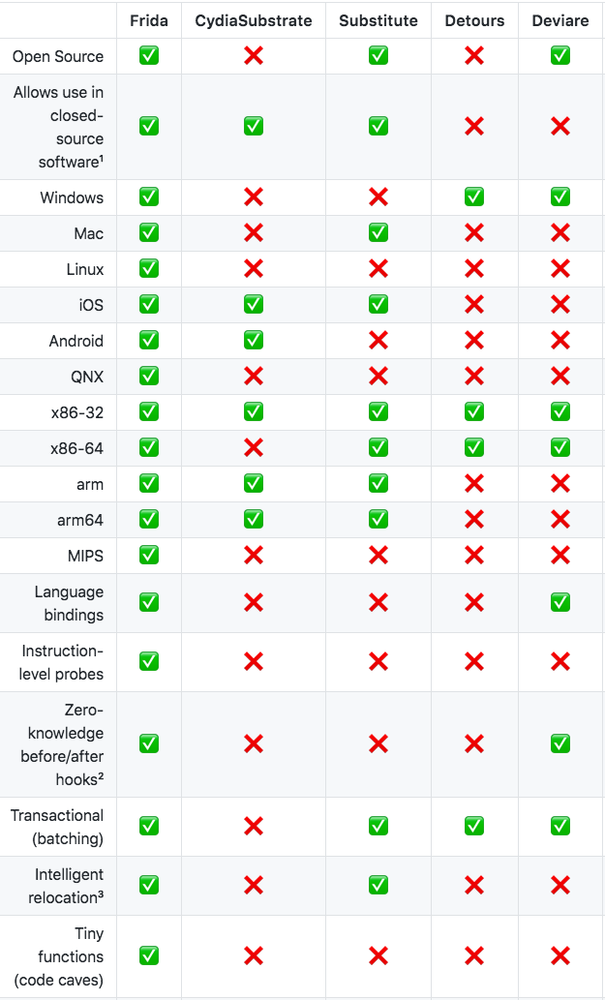 Frida CydiaSubstrate Substitute Detours Deviare
Open Source ✅ ❌ ✅ ❌ ✅
Allows use in
closed-
source
software¹ ✅ ✅ ✅ ❌ ❌
Windows ✅ ❌ ❌ ✅ ✅
Mac ✅ ❌ ✅ ❌ ❌
Linux ✅ ❌ ❌ ❌ ❌
iOS ✅ ✅ ✅ ❌ ❌
Android ✅ ✅ ❌ ❌ ❌
QNX ✅ ❌ ❌ ❌ ❌
x86-32 ✅ ✅ ✅ ✅ ✅
x86-64 ✅ ❌ ✅ ✅ ✅
arm ✅ ✅ ✅ ❌ ❌
arm64 ✅ ✅ ✅ ❌ ❌
MIPS ✅ ❌ ❌ ❌ ❌
Language
bindings ✅ ❌ ❌ ❌ ✅
Instruction-
level probes ✅ ❌ ❌ ❌ ❌
Zero-
knowledge
before/after
hooks² ✅ ❌ ❌ ❌ ✅
Transactional
(batching) ✅ ❌ ✅ ✅ ✅
Intelligent
relocation³ ✅ ❌ ✅ ❌ ❌
Tiny
functions
(code caves) ✅ ❌ ❌ ❌ ❌